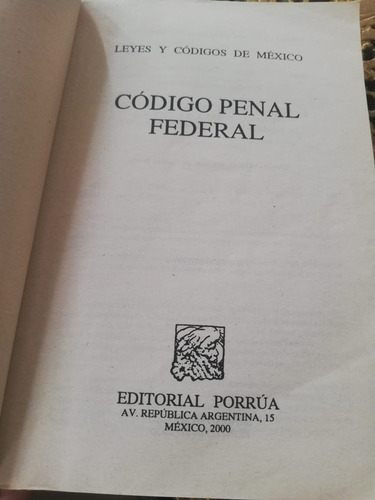 LEYES Y CÓDIGOS DE MÉXICO
CÓDIGO PENAL
FEDERAL
EDITORIAL PORRÚA
AV. REPÚBLICA ARGENTINA, 15
MÉXICO, 2000